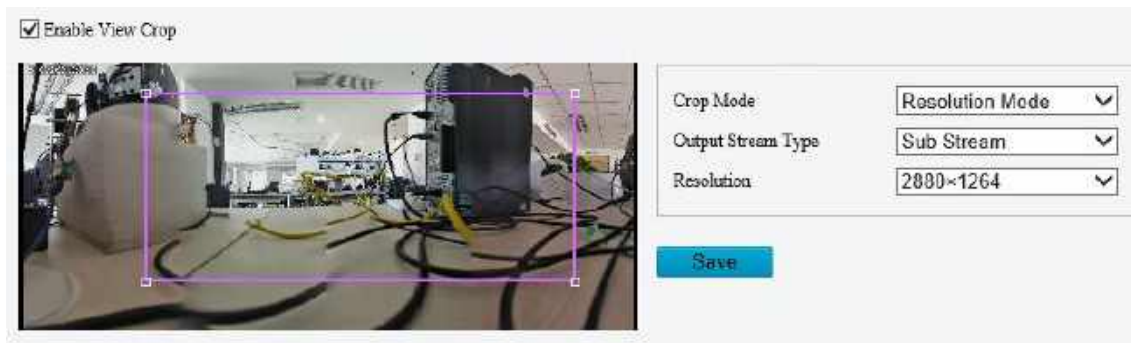 Enable View Crop
Crop Mode
Resolution Mode
Output Stream Type
Sub Stream
Resolution
2880×1264
Save